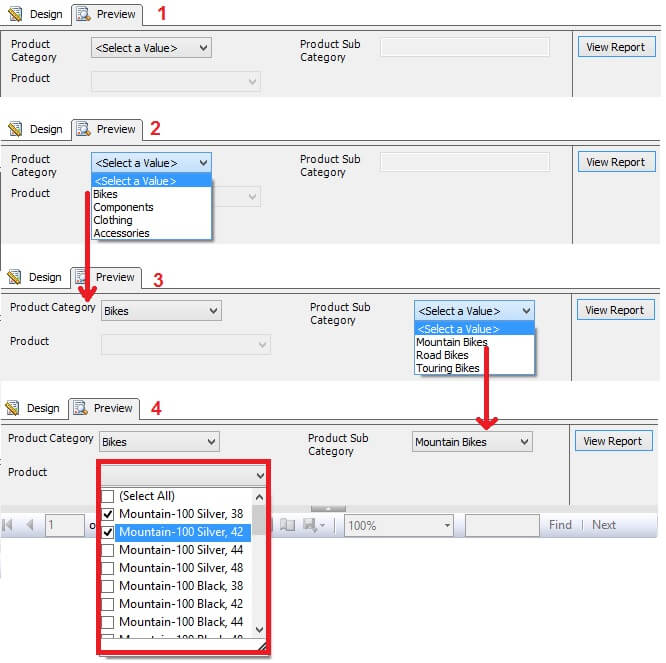 Design Preview 1
Product Category <Select a Value> Product Sub Category View Report
Product
Design Preview 2
Product Category <Select a Value> Product Sub Category View Report
Product <Select a Value>
Bikes
Components
Clothing
Accessories
Design Preview 3
Product Category Bikes Product Sub Category <Select a Value> View Report
Product <Select a Value>
Mountain Bikes
Road Bikes
Touring Bikes
Design Preview 4
Product Category Bikes Product Sub Category Mountain Bikes View Report
Product
(Select All)
Mountain-100 Silver, 38
1 o Mountain-100 Silver, 42 100% Find Next
Mountain-100 Silver, 44
Mountain-100 Silver, 48
Mountain-100 Black, 38
Mountain-100 Black, 42
Mountain-100 Black, 44